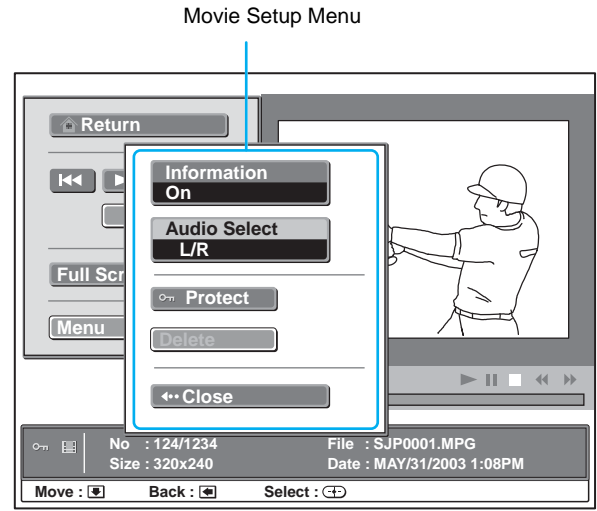 Movie Setup Menu
Return
Full Scr
Menu
Information
On
Audio Select
L/R
Protect
Delete
Close
No : 124/1234
File : SJP0001.MPG
Size : 320x240
Date : MAY/31/2003 1:08PM
Move :
Back :
Select :